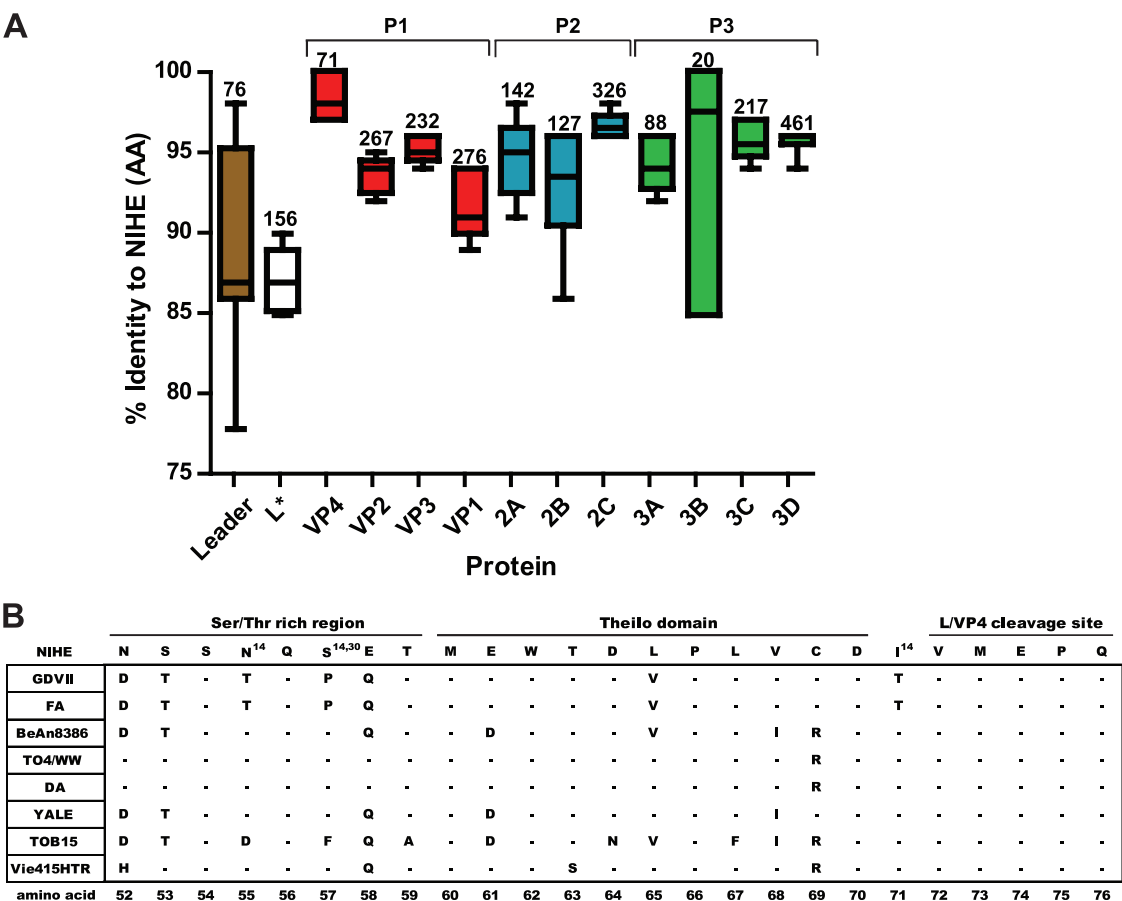 A
P1 P2 P3
100
95
90
85
80
75
% Identity to NIHE (AA)
76 156 71 267 232 276 142 127 326 88 20 217 461
Leader L* VP4 VP2 VP3 VP1 2A 2B 2C 3A 3B 3C 3D
Protein
B
Ser/Thr rich region Theilo domain L/VP4 cleavage site
NIHE N S S N14 Q S14,30 E T M E W T D L P L V C D I14 V M E P Q
GDVII D T - T - P Q - - - - - - V - - - - - T - - - - -
FA D T - T - P Q - - - - - - V - - - - - T - - - - -
BeAn8386 D T - - - - Q - - D - - - V - - I R - - - - - - -
TO4/WW - - - - - - - - - - - - - - - - - R - - - - - - -
DA - - - - - - - - - - - - - - - - - R - - - - - - -
YALE D T - - - - Q - - D - - - - - - I - - - - - - - -
TOB15 D T - D - F Q A - D - - N V - F I R - - - - - - -
Vie415HTR H - - - - - Q - - - - S - - - - - R - - - - - - -
amino acid 52 53 54 55 56 57 58 59 60 61 62 63 64 65 66 67 68 69 70 71 72 73 74 75 76